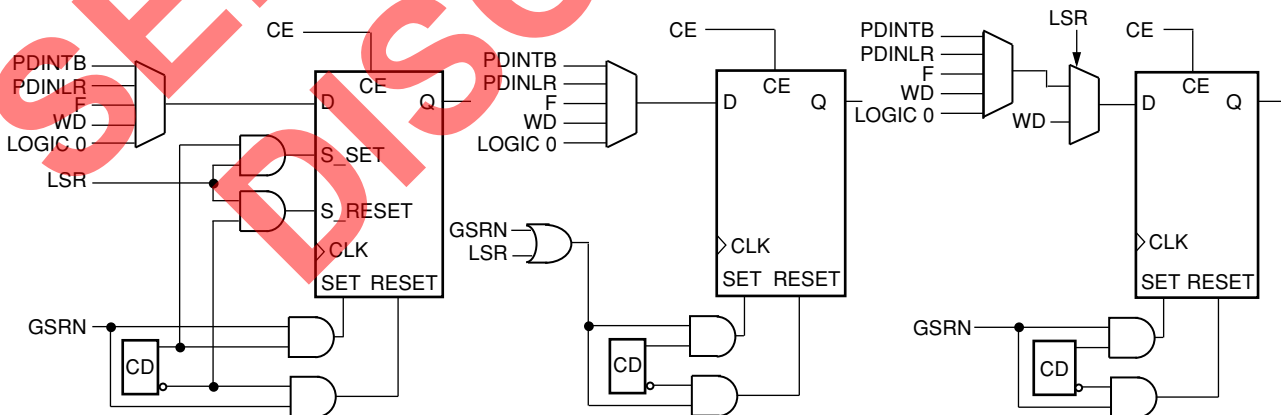 CE
PDINTB
PDINLR
F
WD
LOGIC 0
LSR
D
CE
Q
S_SET
S_RESET
CLK
SET RESET
GSRN
CD
CE
PDINTB
PDINLR
F
WD
LOGIC 0
D
CE
Q
GSRN
LSR
CLK
SET RESET
CD
LSR
CE
PDINTB
PDINLR
F
WD
LOGIC 0
WD
D
CE
Q
CLK
SET RESET
GSRN
CD
SE
DISC